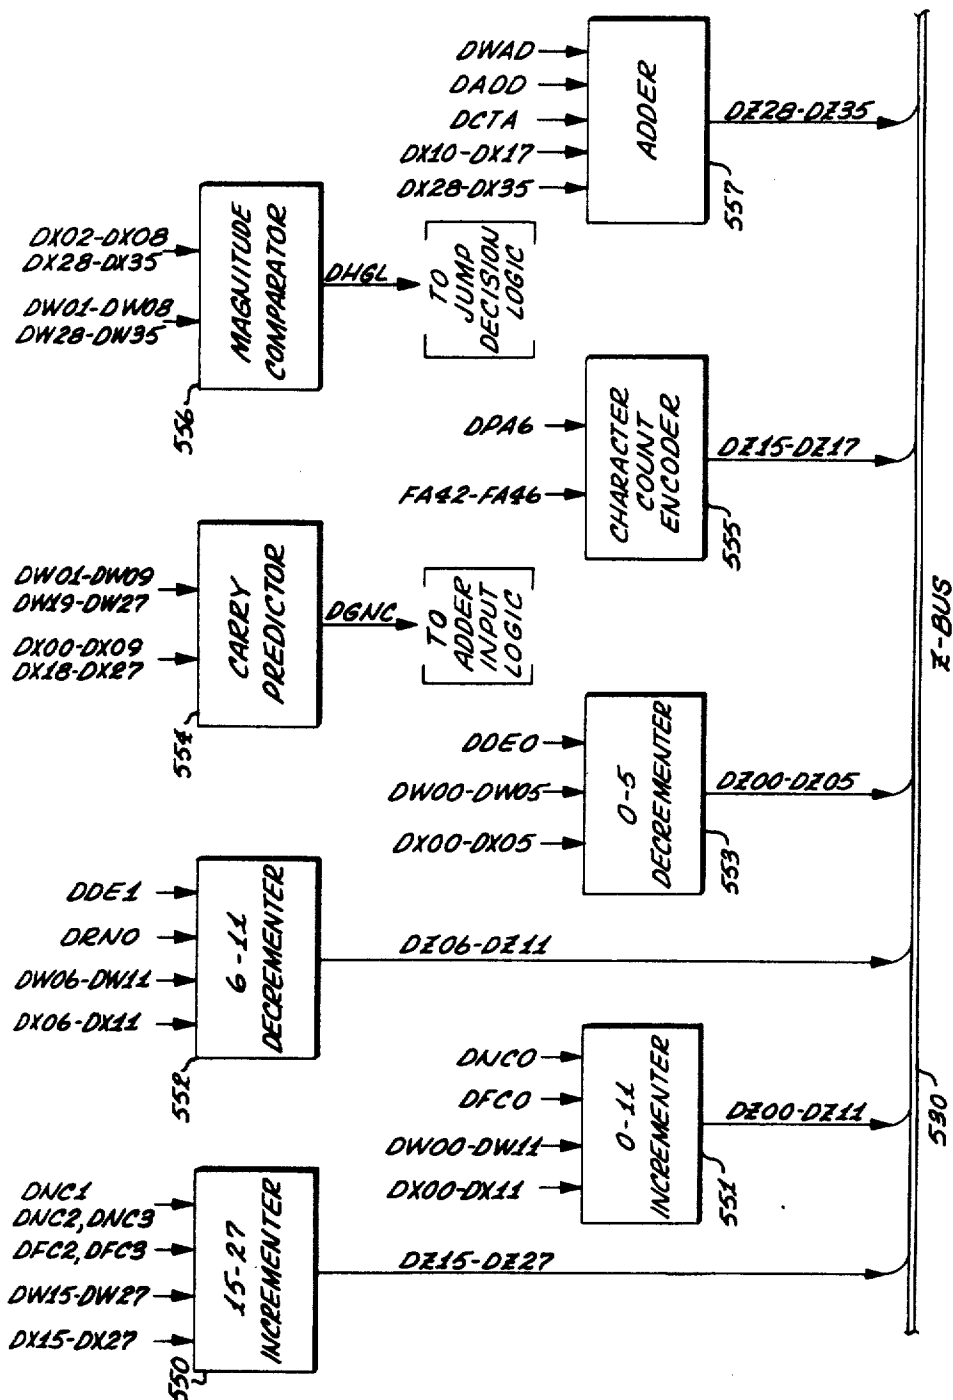 DWAD
DADD
DCTA
DX10-DX17
DX28-DX35
ADDER
557
DZ28-DZ35
DX02-DX08
DX28-DX35
DW01-DW08
DW28-DW35
MAGNITUDE
COMPARATOR
556
DHGL
TO
JUMP
DECISION
LOGIC
DPA6
FA42-FA46
CHARACTER
COUNT
ENCODER
555
DZ15-DZ17
DW01-DW09
DW19-DW27
DX00-DX09
DX18-DX27
CARRY
PREDICTOR
554
DGNC
TO
ADDER
INPUT
LOGIC
DDE0
DW00-DW05
DX00-DX05
0-5
DECREMENTER
553
DZ00-DZ05
DDE1
DRN0
DW06-DW11
DX06-DX11
6-11
DECREMENTER
552
DZ06-DZ11
DNC0
DFC0
DW00-DW11
DX00-DX11
0-11
INCREMENTER
551
DZ00-DZ11
DNC1
DNC2,DNC3
DFC2,DFC3
DW15-DW27
DX15-DX27
15-27
INCREMENTER
550
DZ15-DZ27
Z-BUS
530